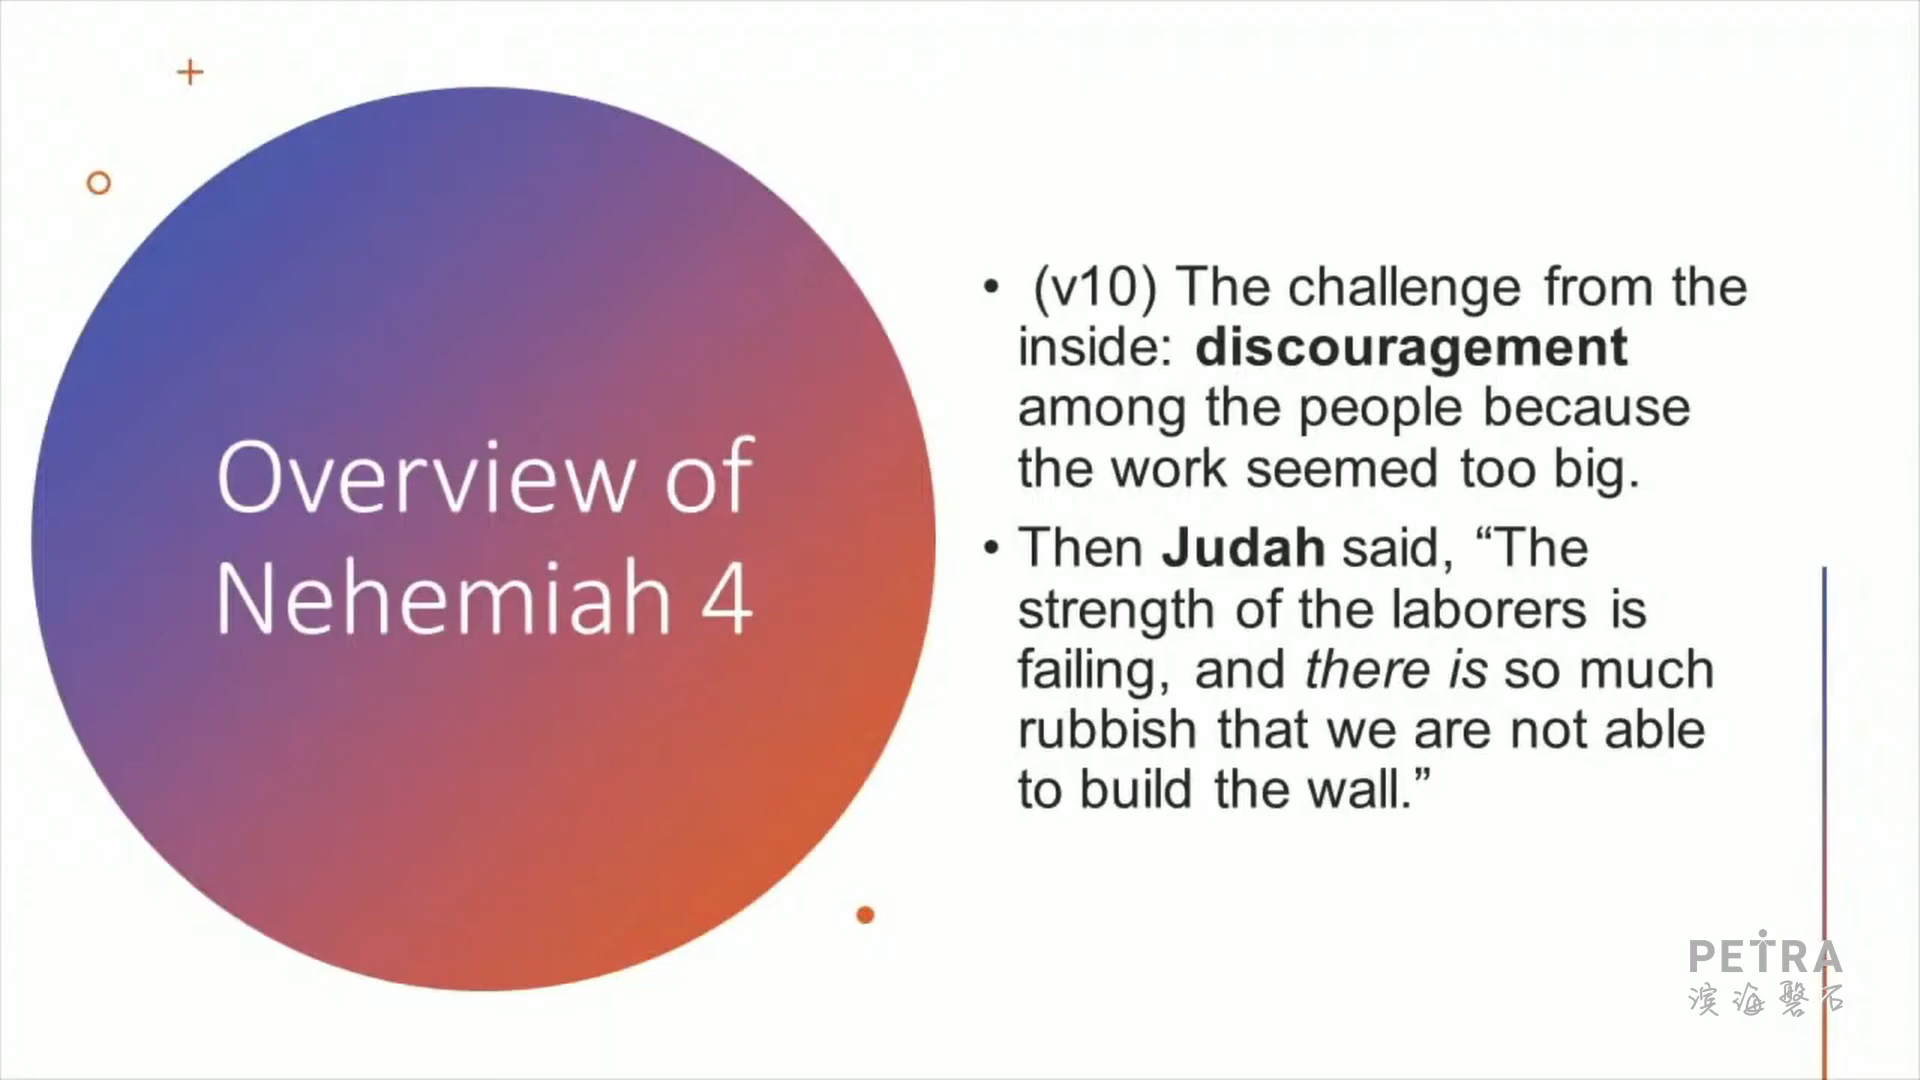 Overview of
Nehemiah 4
• (v10) The challenge from the
inside: discouragement
among the people because
the work seemed too big.
• Then Judah said, “The
strength of the laborers is
failing, and there is so much
rubbish that we are not able
to build the wall.”
PETRA
滨海磐石